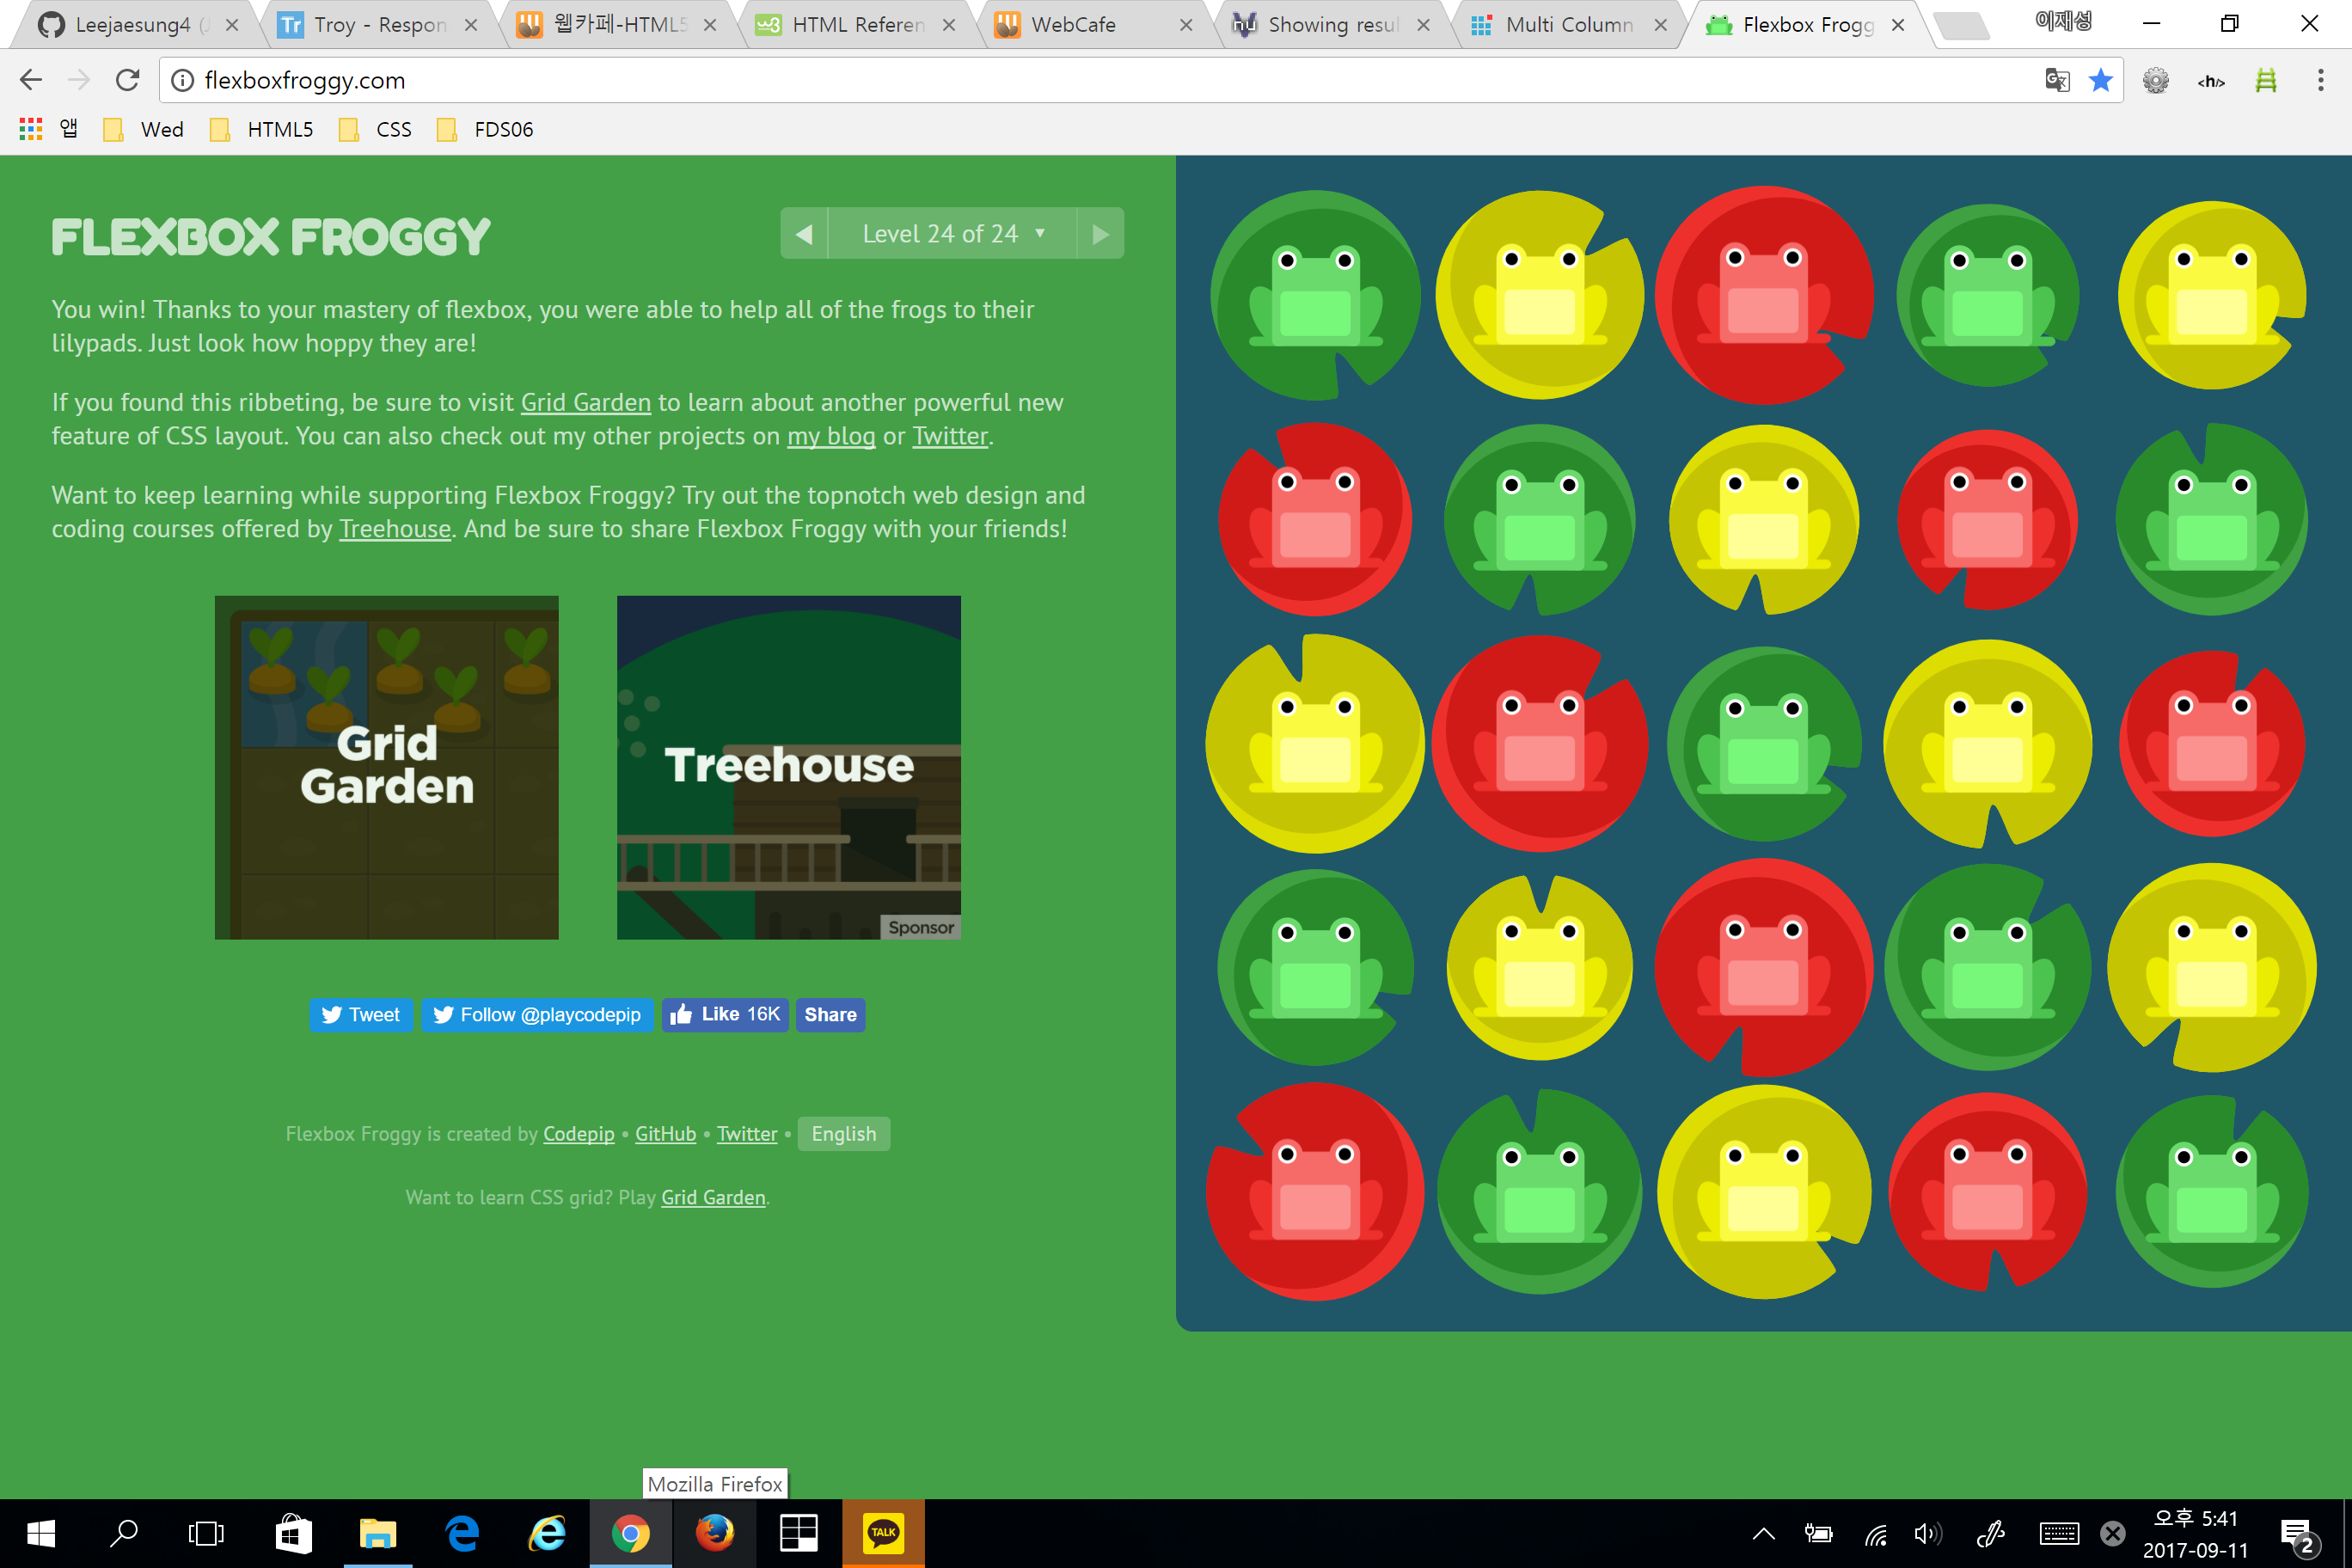 Leejaesung4 (
Troy - Respon
웹카페-HTML5
HTML Referen
WebCafe
Showing resul
Multi Column
Flexbox Frogg
이재성
flexboxfroggy.com
<h/>
앱
Wed
HTML5
CSS
FDS06
FLEXBOX FROGGY
Level 24 of 24
You win! Thanks to your mastery of flexbox, you were able to help all of the frogs to their
lilypads. Just look how hoppy they are!
If you found this ribbeting, be sure to visit Grid Garden to learn about another powerful new
feature of CSS layout. You can also check out my other projects on my blog or Twitter.
Want to keep learning while supporting Flexbox Froggy? Try out the topnotch web design and
coding courses offered by Treehouse. And be sure to share Flexbox Froggy with your friends!
Grid
Garden
Treehouse
Sponsor
Tweet
Follow @playcodepip
Like 16K
Share
Flexbox Froggy is created by Codepip • GitHub • Twitter • English
Want to learn CSS grid? Play Grid Garden.
Mozilla Firefox
TALK
오후 5:41
2017-09-11
2